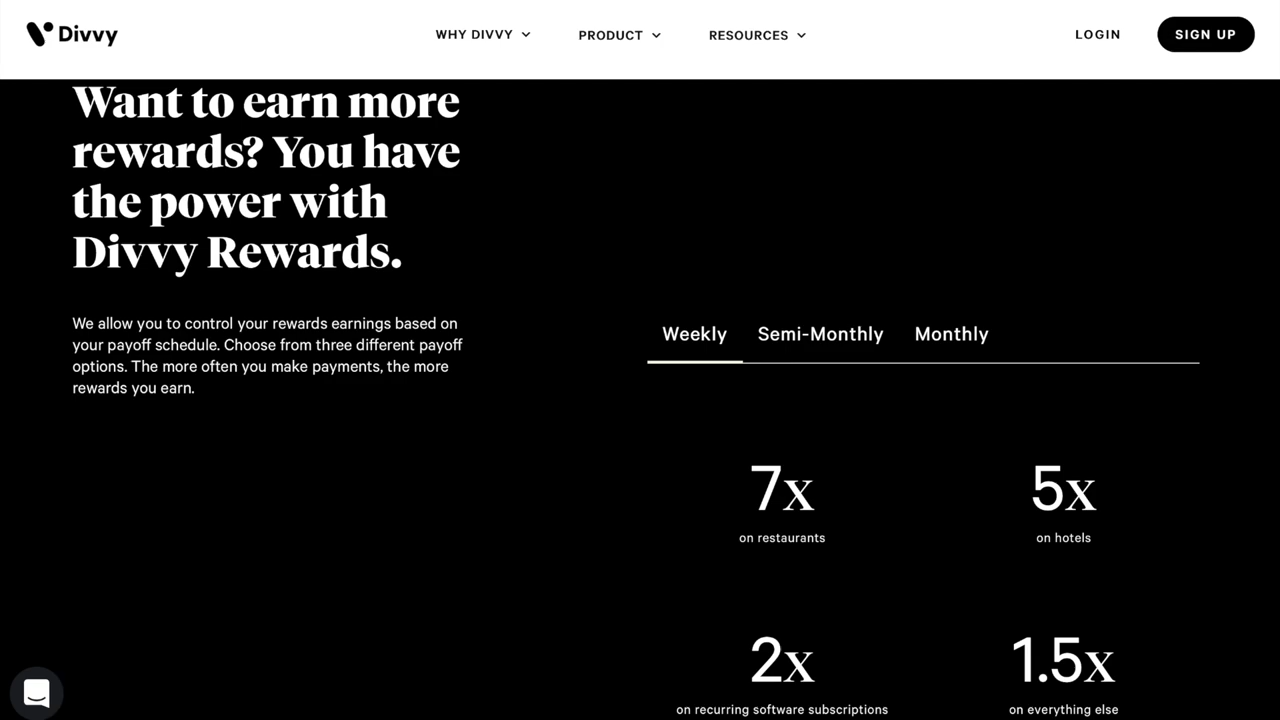 Divvy
WHY DIVVY
PRODUCT
RESOURCES
LOGIN
SIGN UP
Want to earn more
rewards? You have
the power with
Divvy Rewards.
We allow you to control your rewards earnings based on
your payoff schedule. Choose from three different payoff
options. The more often you make payments, the more
rewards you earn.
Weekly
Semi-Monthly
Monthly
7x
on restaurants
5x
on hotels
2x
on recurring software subscriptions
1.5x
on everything else